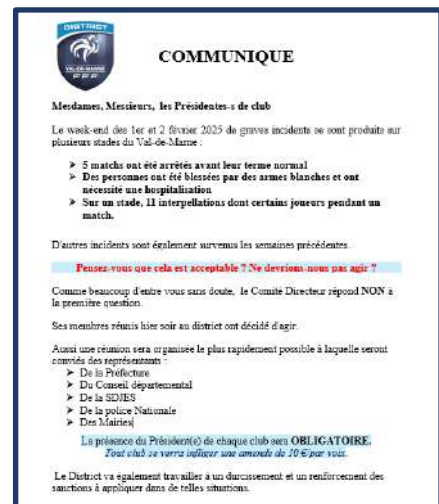 DISTRICT
VAL-DE-MARNE
FFF
COMMUNIQUE
Mesdames, Messieurs, les Présidentes-s de club
Le week-end des 1er et 2 février 2025 de graves incidents se sont produits sur
plusieurs stades du Val-de-Marne :
➤ 5 matchs ont été arrêtés avant leur terme normal
➤ Des personnes ont été blessées par des armes blanches et ont
nécessité une hospitalisation
➤ Sur un stade, 11 interpellations dont certains joueurs pendant un
match.
D'autres incidents sont également survenus les semaines précédentes.
Pensez-vous que cela est acceptable ? Ne devrions-nous pas agir ?
Comme beaucoup d'entre vous sans doute, le Comité Directeur répond NON à
la première question.
Ses membres réunis hier soir au district ont décidé d'agir.
Aussi une réunion sera organisée le plus rapidement possible à laquelle seront
conviés des représentants :
➤ De la Préfecture
➤ Du Conseil départemental
➤ De la SDJES
➤ De la police Nationale
➤ Des Mairies
La présence du Président(e) de chaque club sera OBLIGATOIRE.
Tout club se verra infliger une amende de 10 €/par voix.
Le District va également travailler à un durcissement et un renforcement des
sanctions à appliquer dans de telles situations.